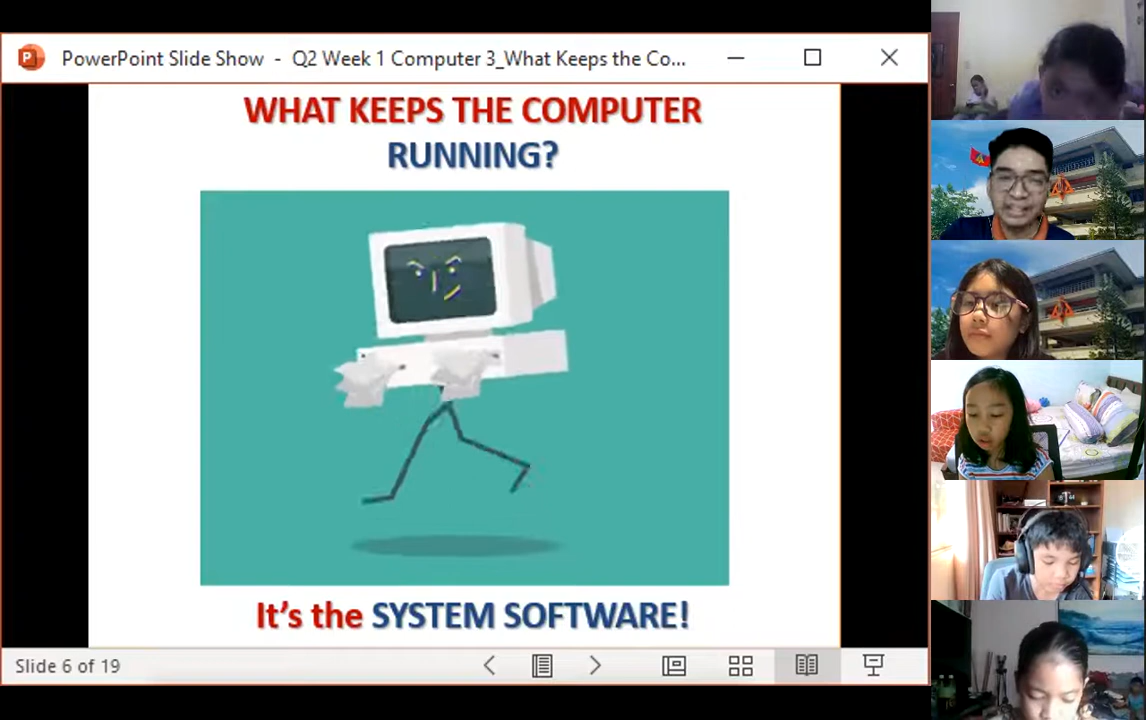 PowerPoint Slide Show - Q2 Week 1 Computer 3_What Keeps the Co...
WHAT KEEPS THE COMPUTER
RUNNING?
It's the SYSTEM SOFTWARE!
Slide 6 of 19